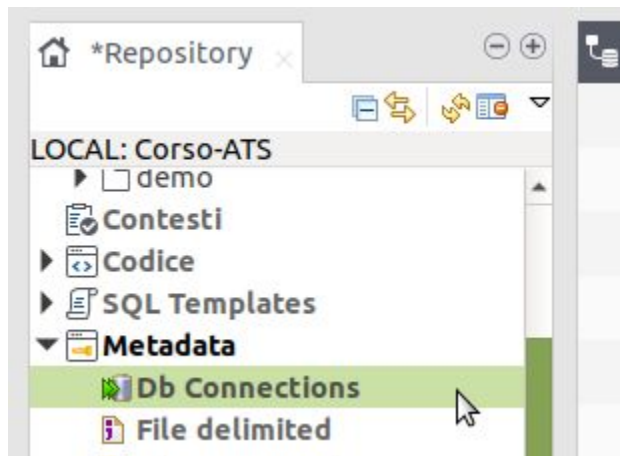 *Repository
LOCAL: Corso-ATS
demo
Contesti
Codice
SQL Templates
Metadata
Db Connections
File delimited